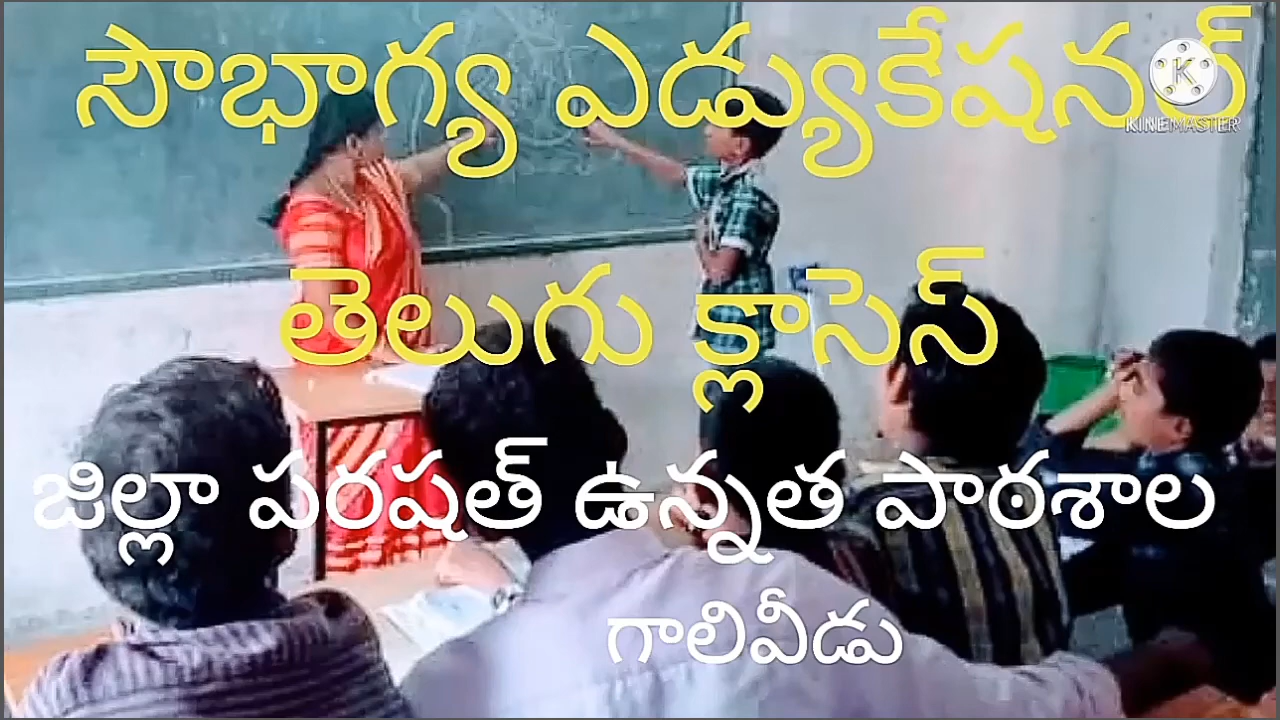 సౌభాగ్య ఎడ్యుకేషనల్
KINEMASTER
తెలుగు క్లాసెస్
జిల్లా పరషత్ ఉన్నత పాఠశాల
గాలివీడు